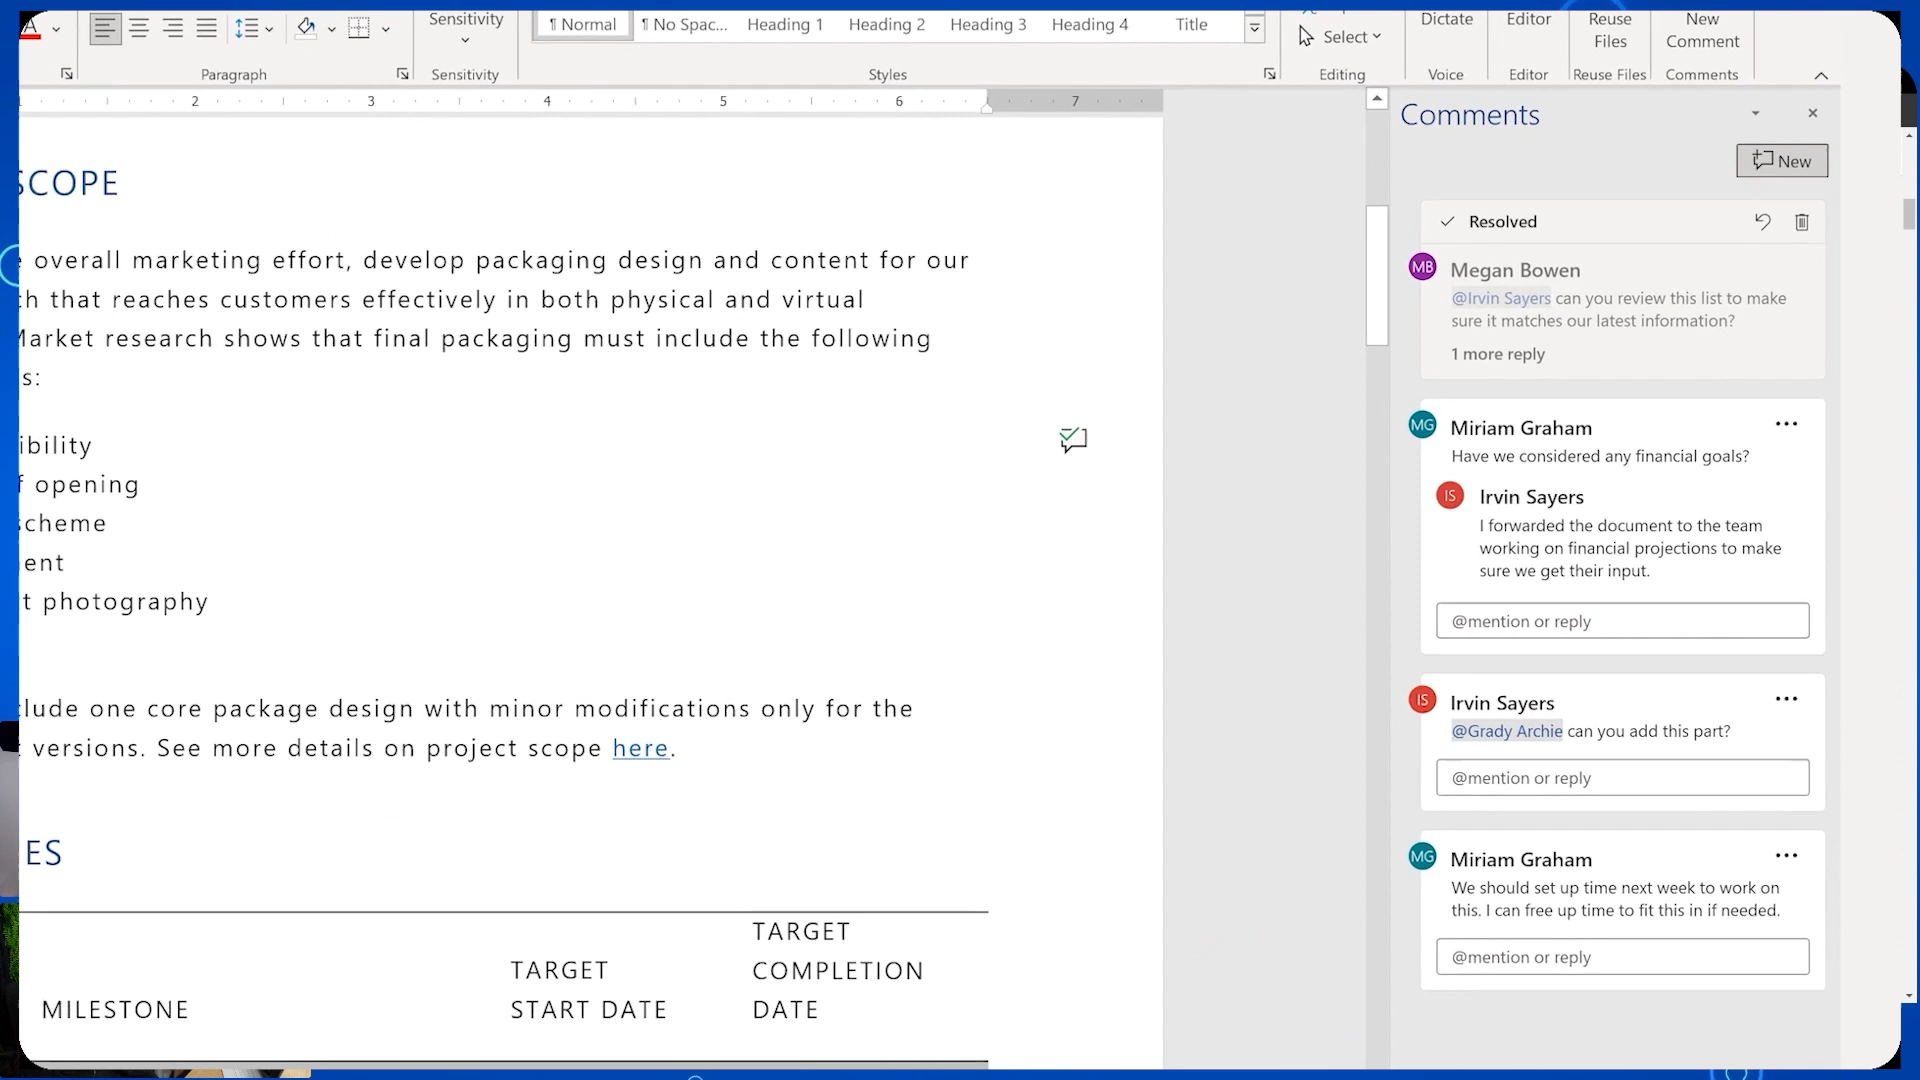 Sensitivity
Normal
No Spac...
Heading 1
Heading 2
Heading 3
Heading 4
Title
Select
Dictate
Editor
Reuse
Files
New
Comment
Paragraph
Sensitivity
Styles
Editing
Voice
Editor
Reuse Files
Comments
2 3 4 5 6 7
SCOPE
overall marketing effort, develop packaging design and content for our
that reaches customers effectively in both physical and virtual
Market research shows that final packaging must include the following
s:
ibility
opening
scheme
ent
t photography
clude one core package design with minor modifications only for the
versions. See more details on project scope here.
ES
MILESTONE
TARGET
START DATE
TARGET
COMPLETION
DATE
Comments
New
Resolved
MB
Megan Bowen
@Irvin Sayers can you review this list to make
sure it matches our latest information?
1 more reply
MG
Miriam Graham
Have we considered any financial goals?
IS
Irvin Sayers
I forwarded the document to the team
working on financial projections to make
sure we get their input.
@mention or reply
IS
Irvin Sayers
@Grady Archie can you add this part?
@mention or reply
MG
Miriam Graham
We should set up time next week to work on
this. I can free up time to fit this in if needed.
@mention or reply